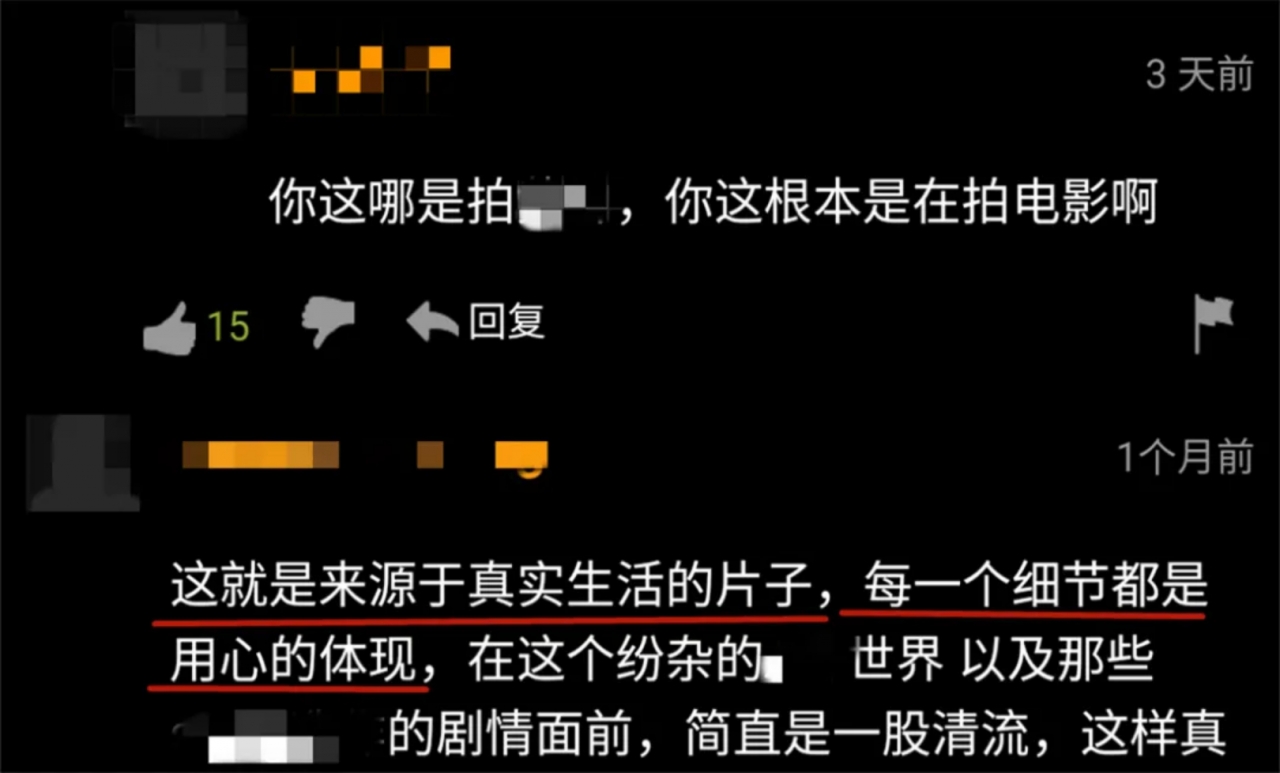 3 天前
你这哪是拍，你这根本是在拍电影啊
15 回复
1个月前
这就是来源于真实生活的片子，每一个细节都是
用心的体现，在这个纷杂的 世界 以及那些
的剧情面前，简直是一股清流，这样真